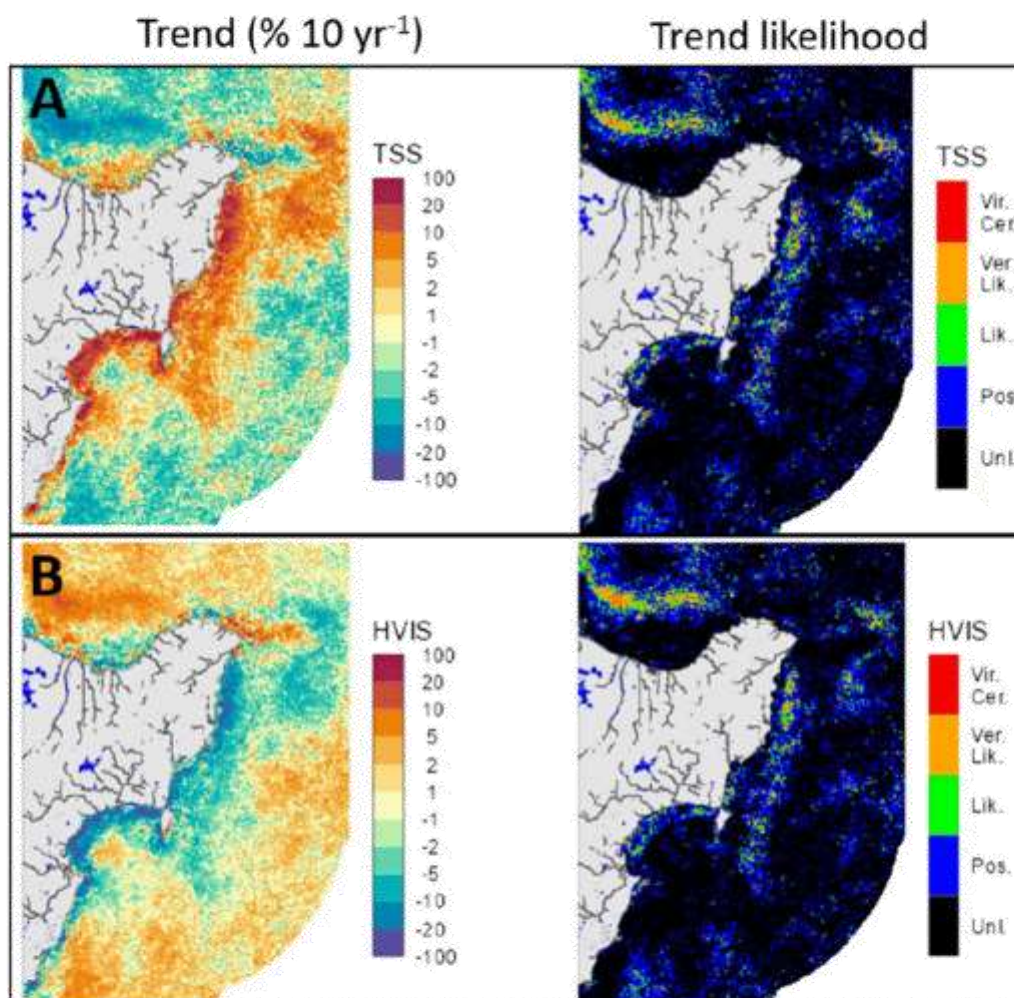 Trend (% 10 yr⁻¹)
Trend likelihood
A
TSS
100
20
10
5
2
1
-1
-2
-5
-10
-20
-100
TSS
Vir.
Cer.
Ver
Lik.
Lik.
Pos.
Unl.
B
HVIS
100
20
10
5
2
1
-1
-2
-5
-10
-20
-100
HVIS
Vir.
Cer.
Ver.
Lik.
Lik.
Pos.
Unl.